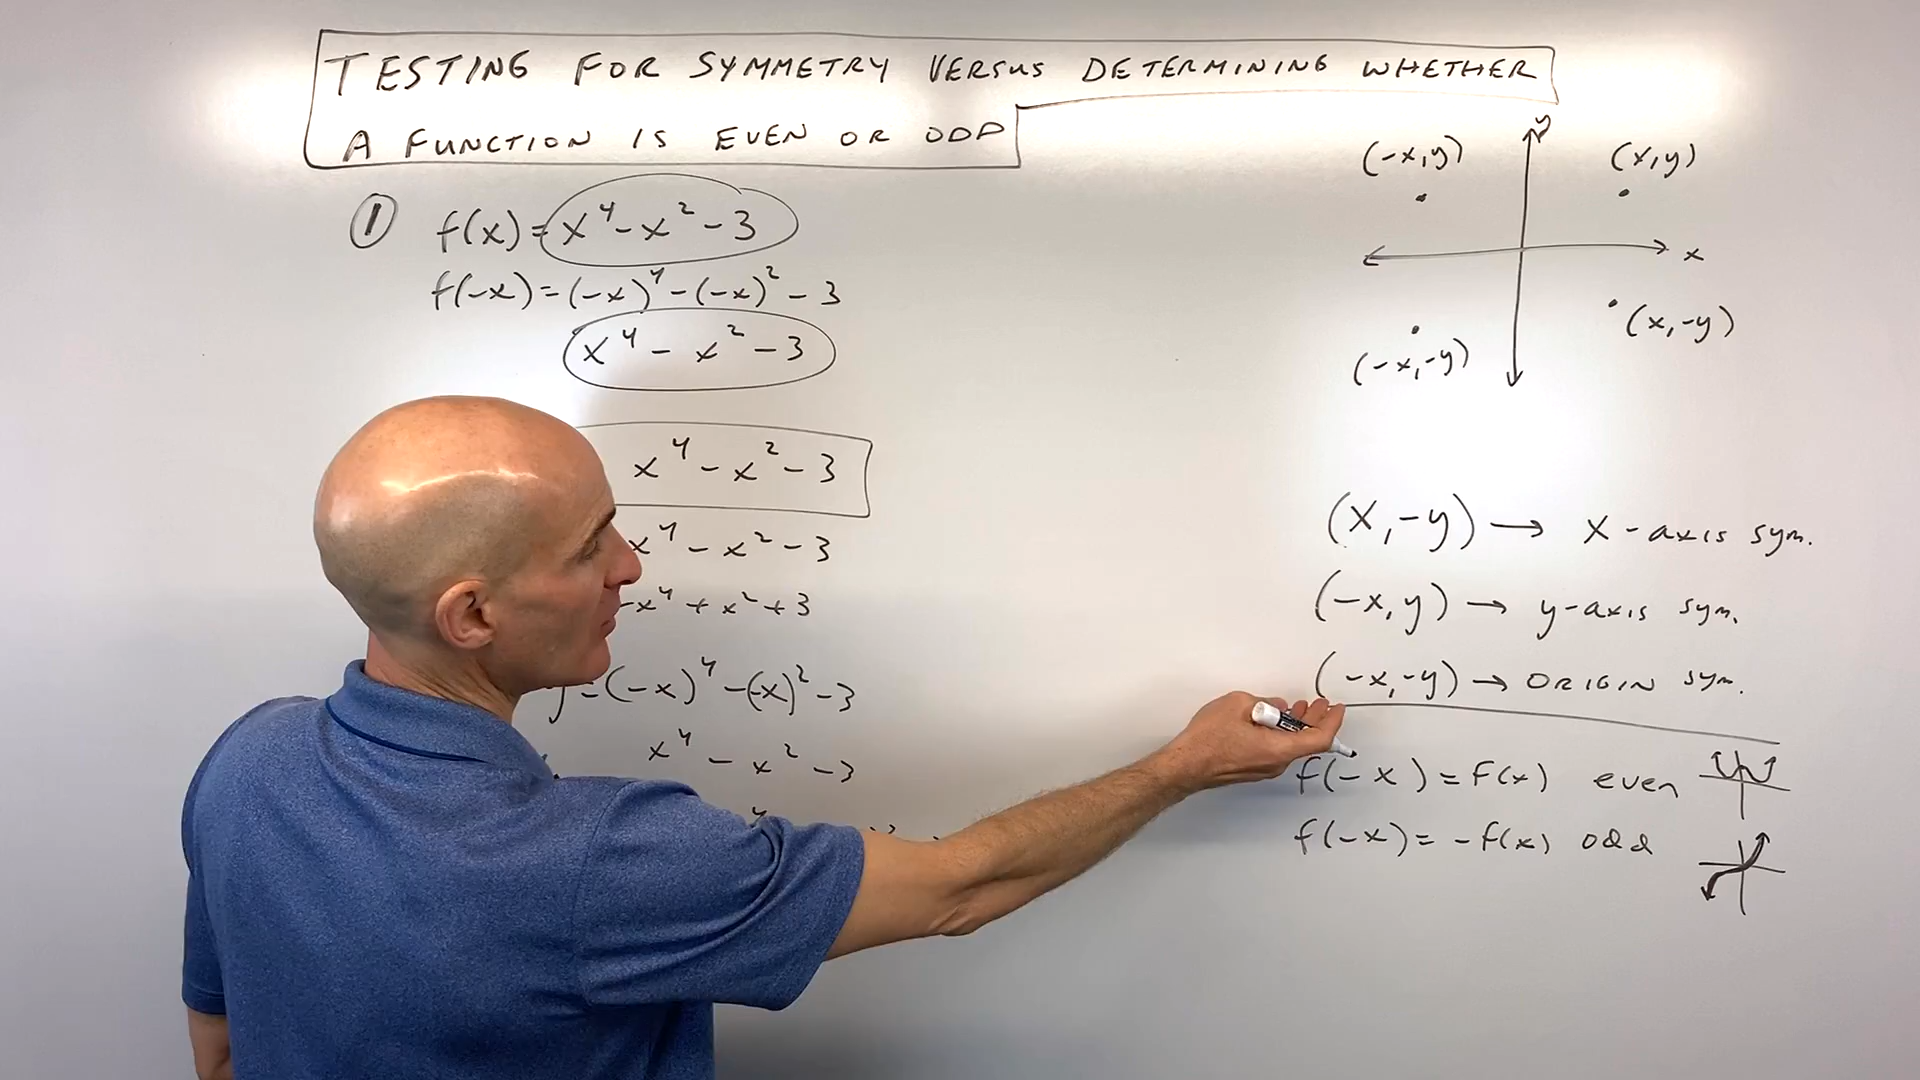 TESTING FOR SYMMETRY VERSUS DETERMINING WHETHER
A FUNCTION IS EVEN OR ODD
① f(x) = x⁴ - x² - 3
f(-x) = (-x)⁴ - (-x)² - 3
x⁴ - x² - 3
x⁴ - x² - 3
x⁴ - x² - 3
-x⁴ + x² + 3
y = (-x)⁴ - (-x)² - 3
x⁴ - x² - 3
y
(-x, y) (x, y)
x
(-x, -y) (x, -y)
(x, -y) → x-axis sym.
(-x, y) → y-axis sym.
(-x, -y) → ORIGIN sym.
f(-x) = f(x) even
f(-x) = -f(x) odd